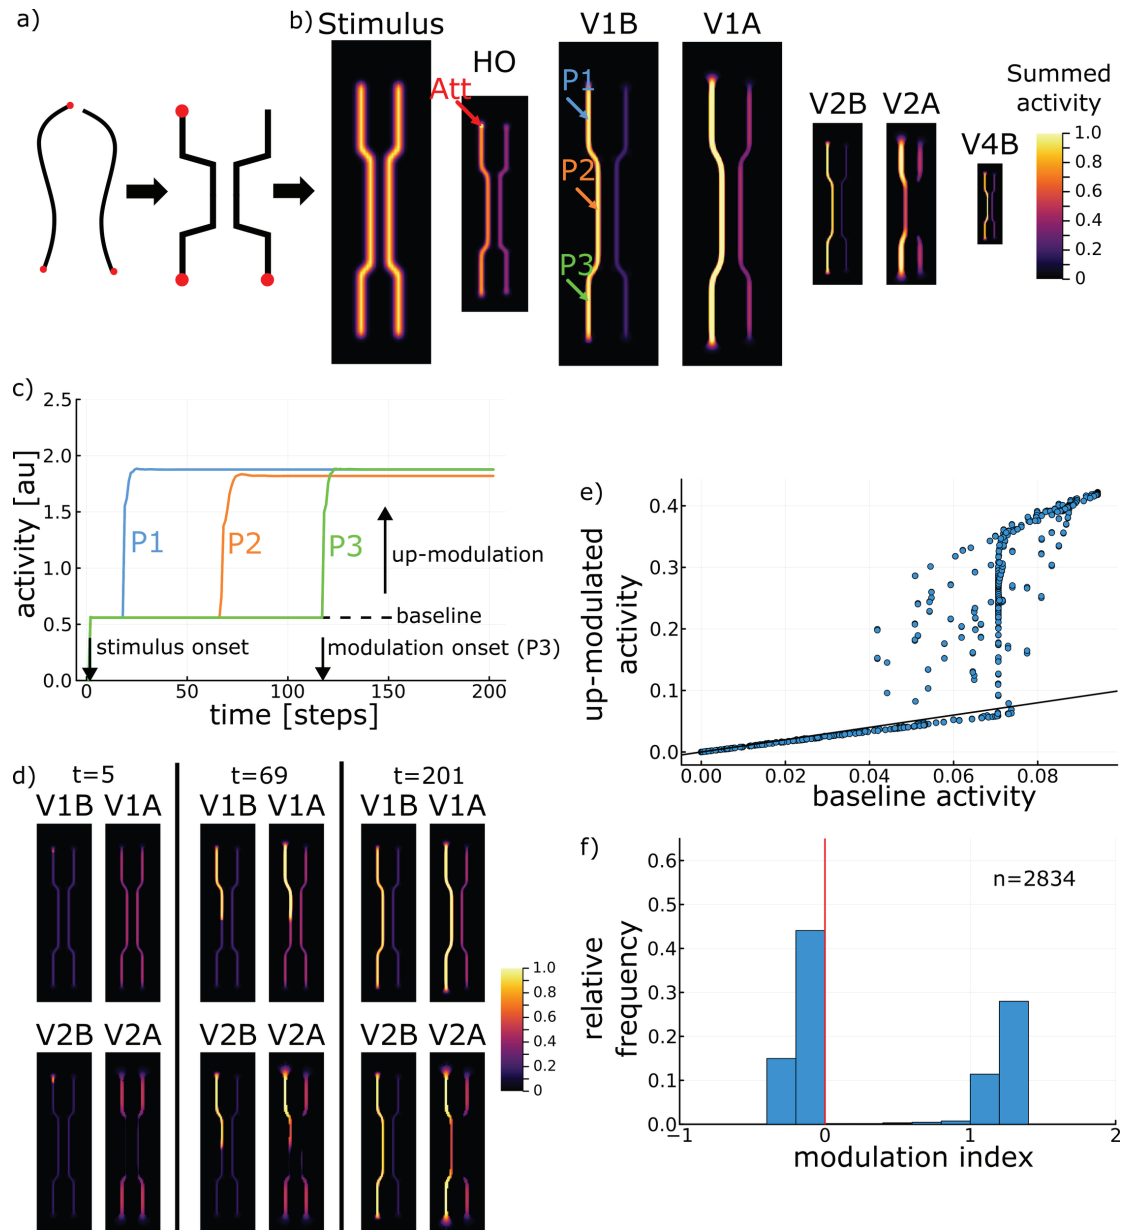 a)
b)
Stimulus
HO
Att
V1B
P1
P2
P3
V1A
V2B
V2A
V4B
Summed
activity
1.0
0.8
0.6
0.4
0.2
0
c)
activity [au]
2.5
2.0
1.5
1.0
0.5
0.0
P1
P2
P3
up-modulation
baseline
stimulus onset
modulation onset (P3)
0
50
100
150
200
time [steps]
d)
t=5
t=69
t=201
V1B V1A
V1B V1A
V1B V1A
V2B V2A
V2B V2A
V2B V2A
1.0
0.8
0.6
0.4
0.2
0
e)
up-modulated
activity
0.4
0.3
0.2
0.1
0.0
0.00
0.02
0.04
0.06
0.08
baseline activity
f)
relative
frequency
0.6
0.5
0.4
0.3
0.2
0.1
0.0
n=2834
−1
0
1
2
modulation index